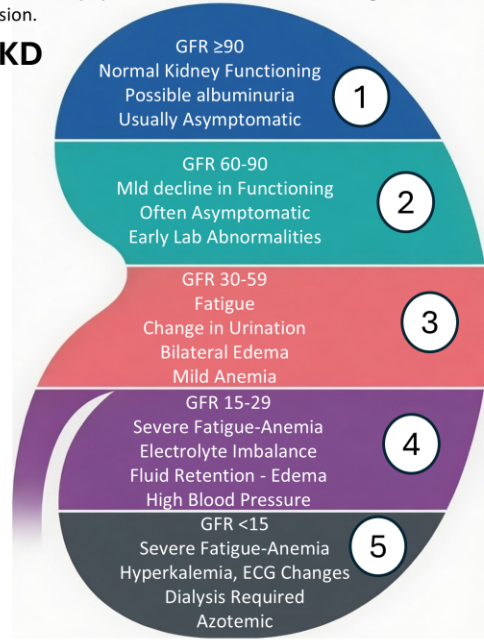 sion.
KD
GFR ≥90
Normal Kidney Functioning
Possible albuminuria
Usually Asymptomatic
1
GFR 60-90
Mld decline in Functioning
Often Asymptomatic
Early Lab Abnormalities
2
GFR 30-59
Fatigue
Change in Urination
Bilateral Edema
Mild Anemia
3
GFR 15-29
Severe Fatigue-Anemia
Electrolyte Imbalance
Fluid Retention - Edema
High Blood Pressure
4
GFR <15
Severe Fatigue-Anemia
Hyperkalemia, ECG Changes
Dialysis Required
Azotemic
5